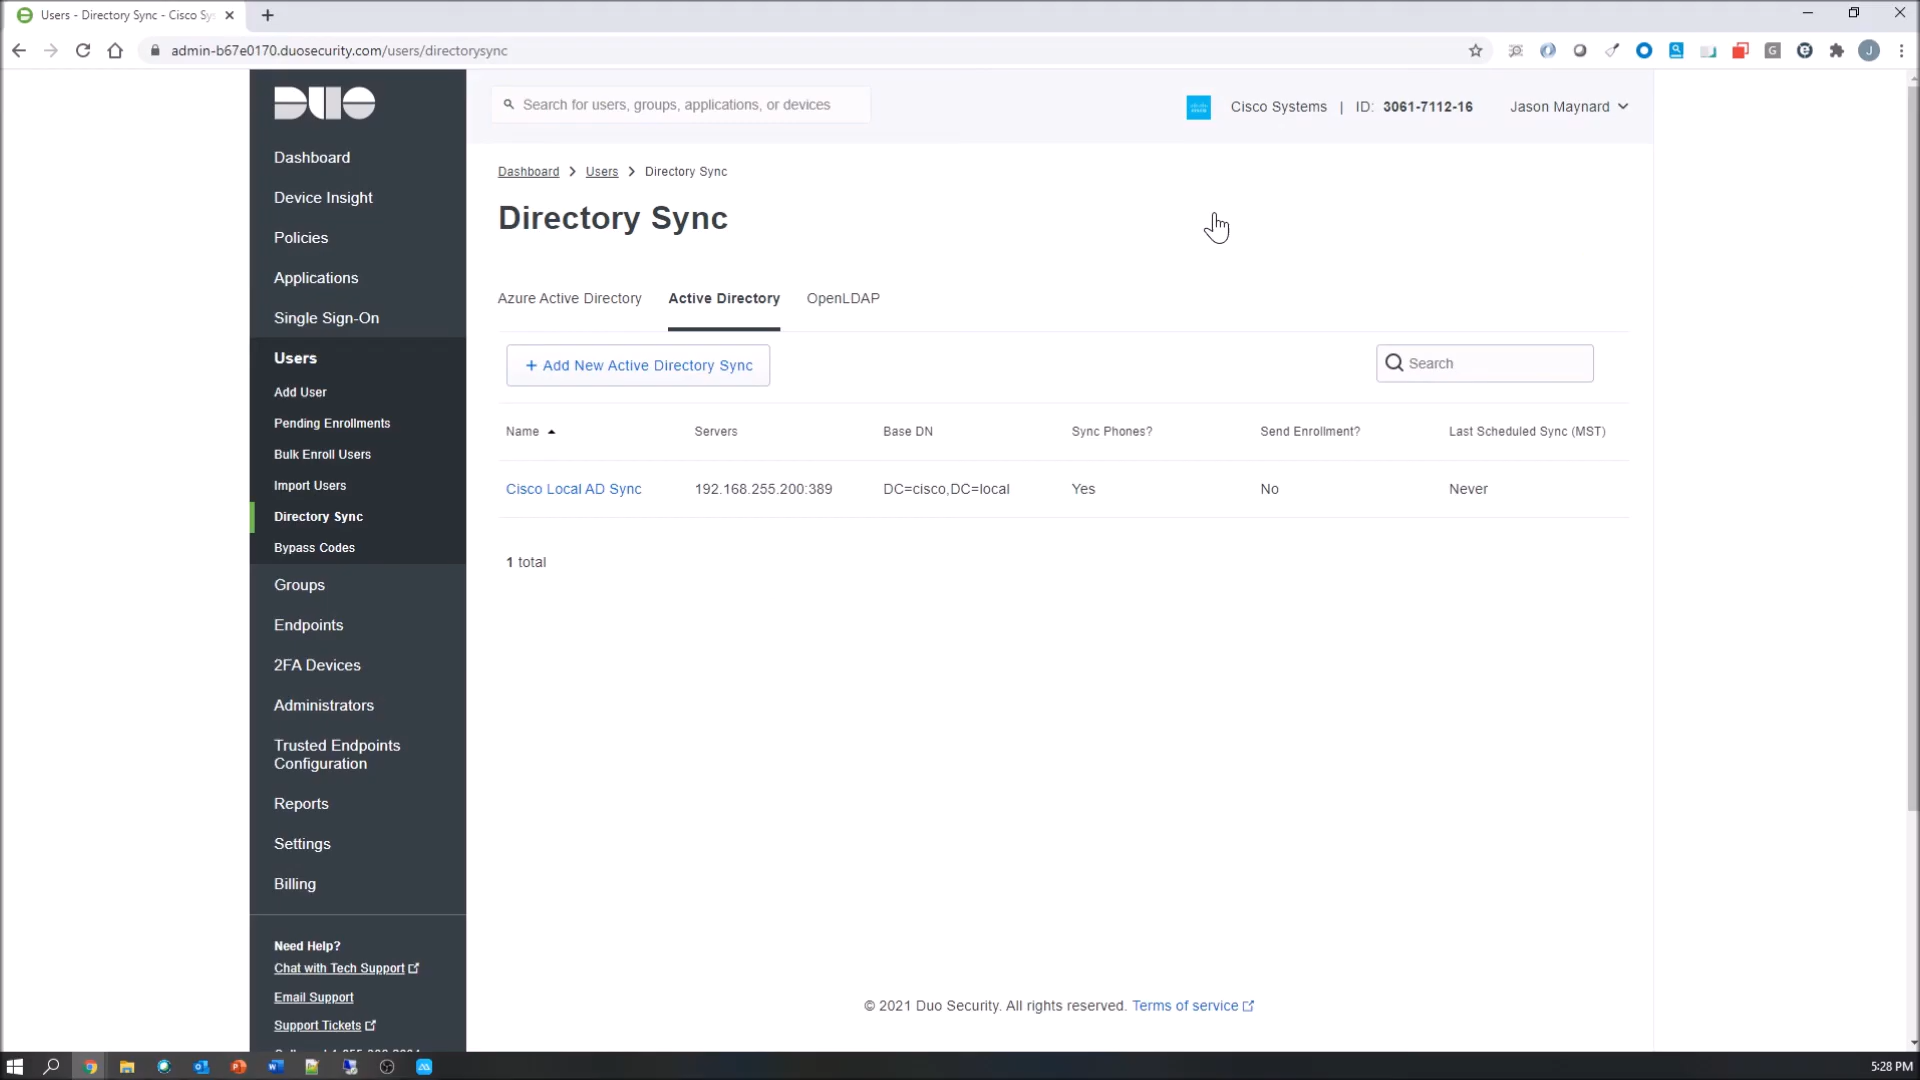 Users - Directory Sync - Cisco Sy
admin-b67e0170.duosecurity.com/users/directorysync
J
G
DUO
Search for users, groups, applications, or devices
Cisco Systems | ID: 3061-7112-16 Jason Maynard
Dashboard
Device Insight
Policies
Applications
Single Sign-On
Users
Add User
Pending Enrollments
Bulk Enroll Users
Import Users
Directory Sync
Bypass Codes
Groups
Endpoints
2FA Devices
Administrators
Trusted Endpoints
Configuration
Reports
Settings
Billing
Need Help?
Chat with Tech Support
Email Support
Support Tickets
Dashboard > Users > Directory Sync
Directory Sync
Azure Active Directory Active Directory OpenLDAP
+ Add New Active Directory Sync
Search
Name Servers Base DN Sync Phones? Send Enrollment? Last Scheduled Sync (MST)
Cisco Local AD Sync 192.168.255.200:389 DC=cisco,DC=local Yes No Never
1 total
© 2021 Duo Security. All rights reserved. Terms of service
5:28 PM